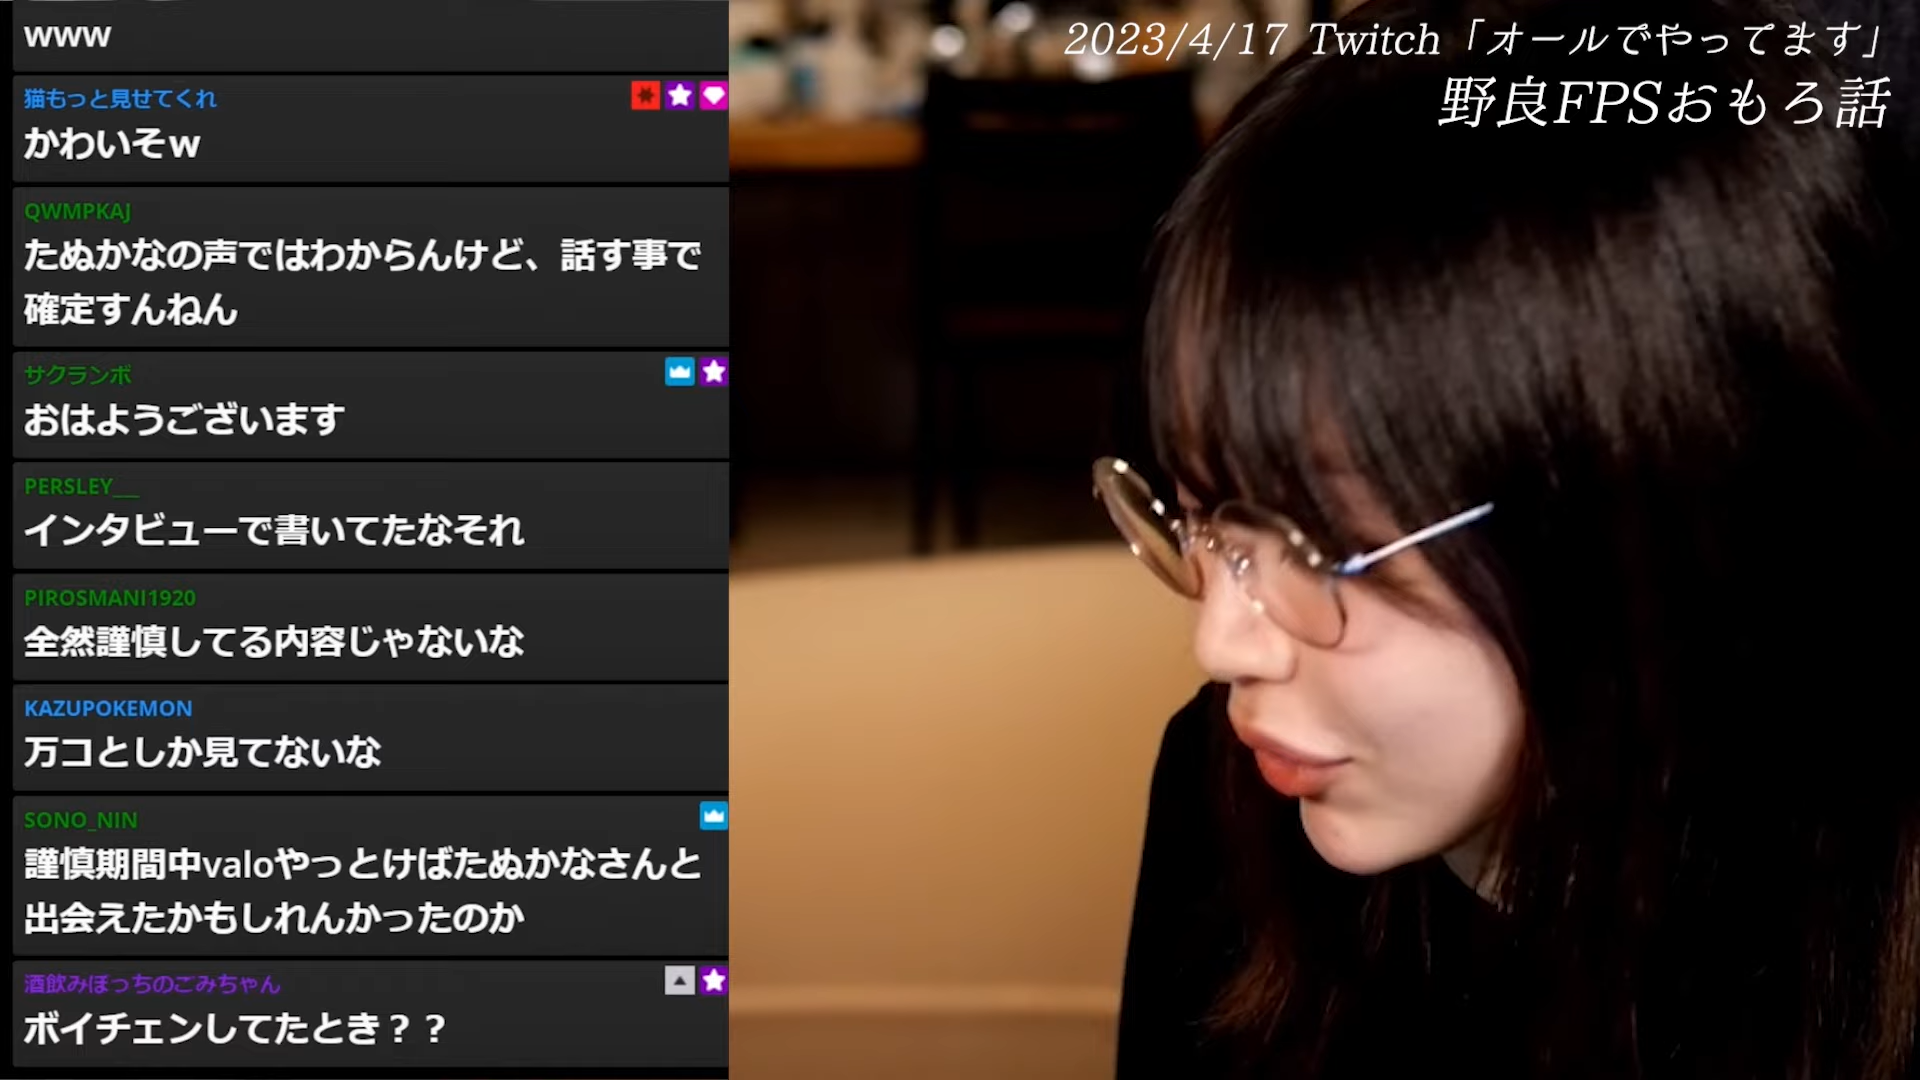 www
猫もっと見せてくれ
かわいそw
QWMPKAJ
たぬかなの声ではわからんけど、話す事で
確定すんねん
サクランボ
おはようございます
PERSLEY__
インタビューで書いてたなそれ
PIROSMANI1920
全然謹慎してる内容じゃないな
KAZUPOKEMON
万コとしか見てないな
SONO_NIN
謹慎期間中valoやっとけばたぬかなさんと
出会えたかもしれんかったのか
酒飲みぼっちのごみちゃん
ボイチェンしてたとき？？
2023/4/17 Twitch「オールでやってます」
野良FPSおもろ話